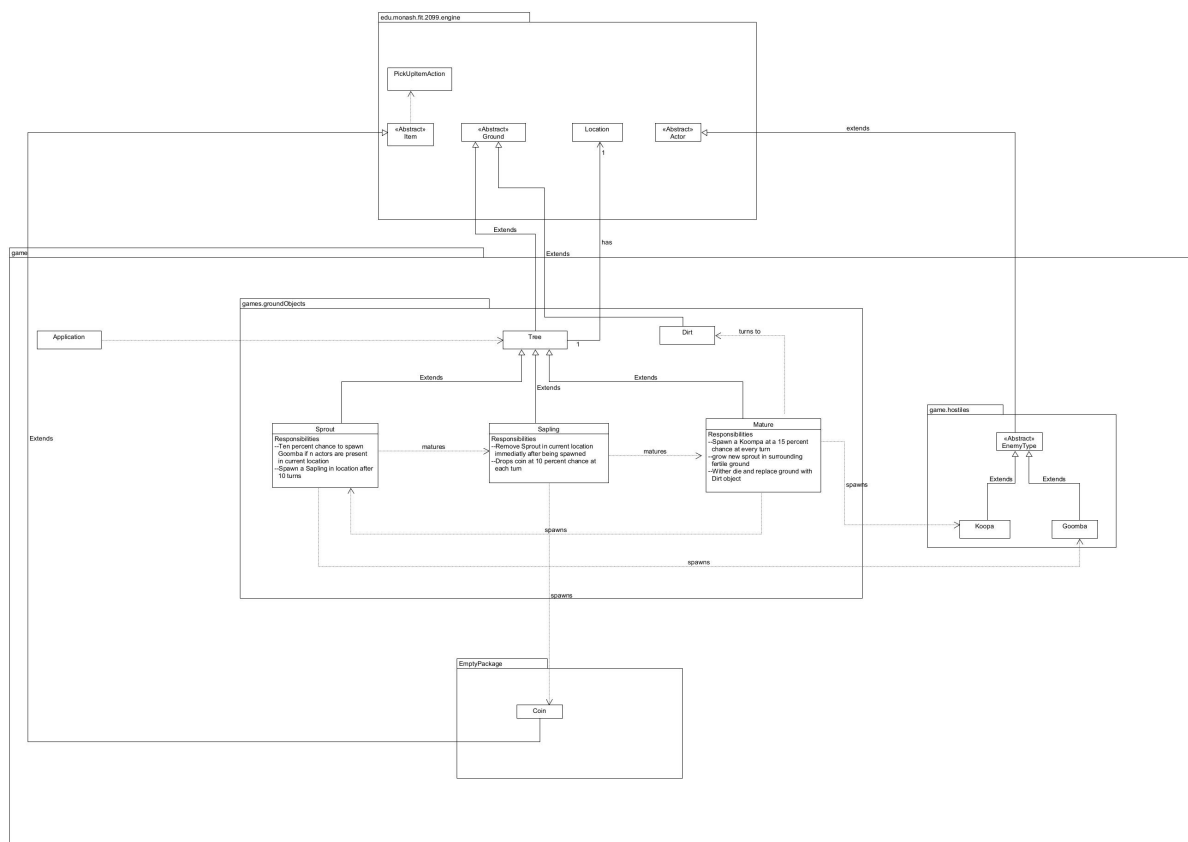 edu.monash.fit.2099.engine
PickUpItemAction
«Abstract»
Item
«Abstract»
Ground
Location
«Abstract»
Actor
extends
1
Extends
has
game
Extends
games.groundObjects
Application
Tree
1
Dirt
turns to
Extends
Extends
Extends
game.hostiles
Sprout
Responsibilities
--Ten percent chance to spawn
Goomba if n actors are present
in current location
--Spawn a Sapling in location after
10 turns
matures
Sapling
Responsibilities
--Remove Sprout in current location
immediatly after being spawned
--Drops coin at 10 percent chance at
each turn
matures
Mature
Responsibilities
--Spawn a Koompa at a 15 percent
chance at every turn
--grow new sprout in surrounding
fertile ground
--Wither die and replace ground with
Dirt object
«Abstract»
EnemyType
Extends
Extends
Extends
spawns
Koopa
Goomba
spawns
spawns
spawns
EmptyPackage
Coin